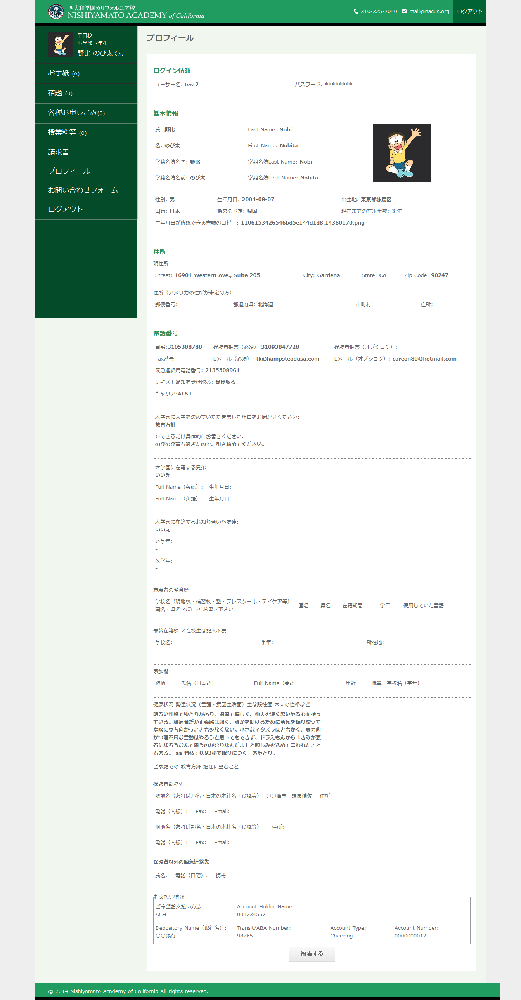 西大和学園カリフォルニア校
NISHIYAMATO ACADEMY of California
NAC
310-325-7040 mail@nacus.org ログアウト
平日校
小学部 3年生
野比 のび太くん
お手紙 (6)
宿題 (0)
各種お申しこみ(0)
授業料等 (0)
請求書
プロフィール
お問い合わせフォーム
ログアウト
プロフィール
ログイン情報
ユーザー名: test2 パスワード: ********
基本情報
氏: 野比 Last Name: Nobi
名: のび太 First Name: Nobita
学籍名簿名字: 野比 学籍名簿Last Name: Nobi
学籍名簿名前: のび太 学籍名簿First Name: Nobita
性別: 男 生年月日: 2004-08-07 出生地: 東京都練馬区
国籍: 日本 将来の予定: 帰国 現在までの在米年数: 3 年
生年月日が確認できる書類のコピー: 1106153426546bd5e144d1d8.14360170.png
住所
現住所
Street: 16901 Western Ave., Suite 205 City: Gardena State: CA Zip Code: 90247
住所（アメリカの住所が未定の方）
郵便番号: 都道府県: 北海道 市町村: 住所:
電話番号
自宅:3105388788 保護者携帯（必須）:31093847728 保護者携帯（オプション）:
Fax番号: Eメール（必須）: tk@hampsteadusa.com Eメール（オプション）: careon80@hotmail.com
緊急連絡用電話番号: 2135508961
テキスト通知を受け取る: 受け取る
キャリア:AT&T
本学園に入学を決めていただきました理由をお聞かせください:
教育方針
※できるだけ具体的にお書きください:
のびのび育ち過ぎたので、引き締めてください。
本学園に在籍する兄弟:
いいえ
Full Name（英語）: 生年月日:
Full Name（英語）: 生年月日:
本学園に在籍するお知り合いや友達:
いいえ
※学年:
-
※学年:
-
志願者の教育歴
学校名（現地校・補習校・塾・プレスクール・デイケア等）
国名・県名 ※詳しくお書き下さい。 国名 県名 在籍期間 学年 使用していた言語
最終在籍校 ※在校生は記入不要
学校名: 学年: 所在地:
家族欄
続柄 氏名（日本語） Full Name（英語） 年齢 職業・学校名（学年）
健康状況 発達状況（言語・集団生活面）主な既往症 本人の性格など
明るい性格でゆとりがあり、温厚で優しく、他人を深く思いやる心を持っ
ている。臆病者だが正義感は強く、誰かを助けるために勇気を振り絞って
危険に立ち向かうことも少なくない。小さなイタズラはともかく、暴力的
かつ理不尽な言動はやろうと思ってもできず、ドラえもんから「きみが悪
者になろうなんて思うのがむりなんだよ」と親しみを込めて言われたこと
もある。 aa 特技：0.93秒で眠りにつく。あやとり。
ご家庭での 教育方針 担任に望むこと
保護者勤務先
現地名（あれば邦名・日本の本社名・役職等）: 〇〇商事　課長補佐 住所:
電話（内線）: Fax: Email:
現地名（あれば邦名・日本の本社名・役職等）: 住所:
電話（内線）: Fax: Email:
保護者以外の緊急連絡先
氏名: 電話（自宅）: 携帯:
お支払い情報
ご希望お支払い方法: Account Holder Name:
ACH 001234567
Depository Name（銀行名）: Transit/ABA Number: Account Type: Account Number:
〇〇銀行 98765 Checking 0000000012
編集する
© 2014 Nishiyamato Academy of California All rights reserved.